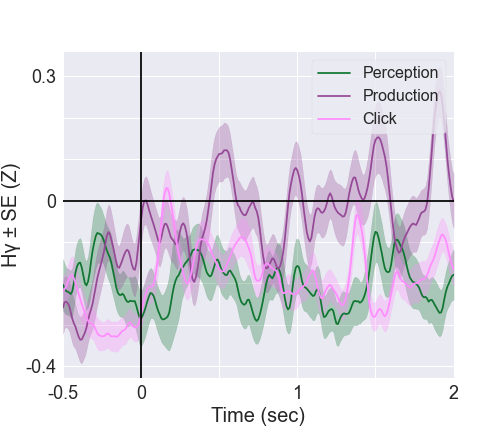 Perception
Production
Click
Hγ ± SE (Z)
0.3
0
-0.4
-0.5
0
1
2
Time (sec)